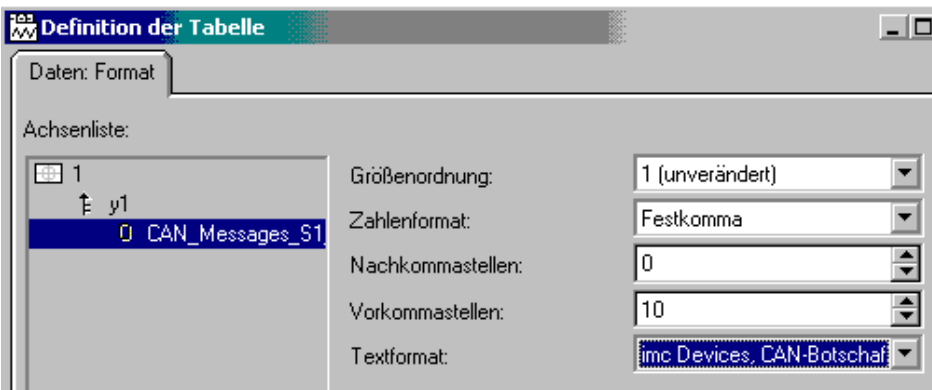 Definition der Tabelle
Daten: Format
Achsenliste:
1
y1
0 CAN_Messages_S1_
Größenordnung: 1 (unverändert)
Zahlenformat: Festkomma
Nachkommastellen: 0
Vorkommastellen: 10
Textformat: imc Devices, CAN-Botschaf